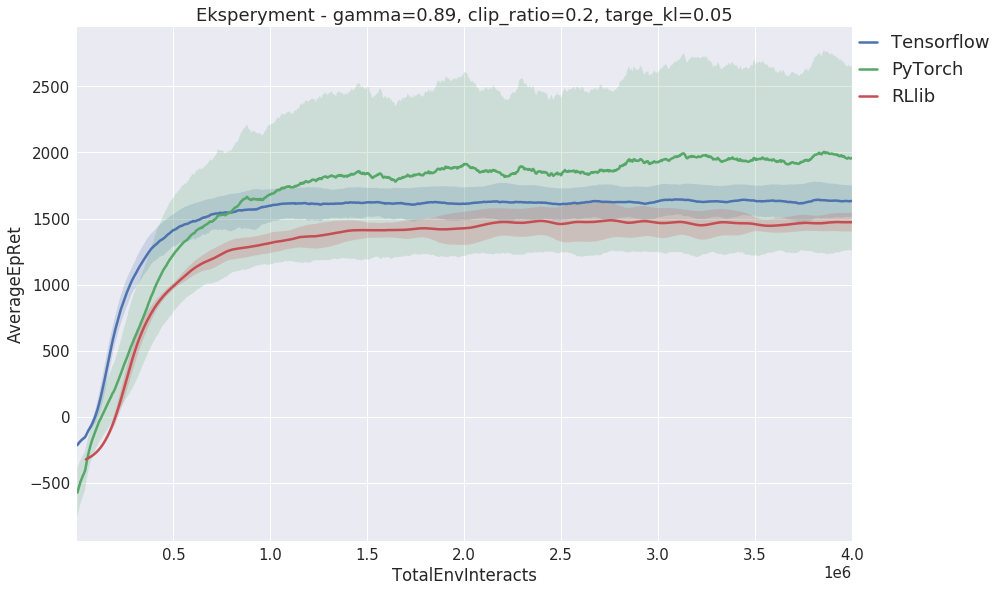 Eksperyment - gamma=0.89, clip_ratio=0.2, targe_kl=0.05
Tensorflow
PyTorch
RLlib
AverageEpRet
2500
2000
1500
1000
500
0
−500
0.5 1.0 1.5 2.0 2.5 3.0 3.5 4.0
1e6
TotalEnvInteracts